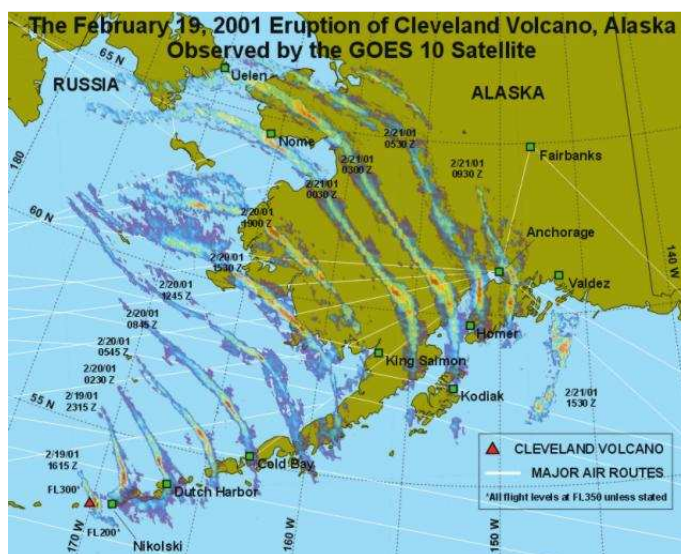 The February 19, 2001 Eruption of Cleveland Volcano, Alaska
Observed by the GOES 10 Satellite
65 N
RUSSIA
Uelen
ALASKA
180
Nome
2/21/01
0530 Z
2/21/01
0300 Z
2/21/01
0930 Z
Fairbanks
2/21/01
0030 Z
60 N
2/20/01
1900 Z
Anchorage
140 W
2/20/01
1530 Z
Valdez
2/20/01
1245 Z
2/20/01
0845 Z
Homer
2/20/01
0545 Z
King Salmon
2/20/01
0230 Z
Kodiak
2/21/01
1530 Z
55 N
2/19/01
2315 Z
2/19/01
1615 Z
Cold Bay
CLEVELAND VOLCANO
MAJOR AIR ROUTES
*All flight levels at FL350 unless stated
FL300*
Dutch Harbor
FL200*
Nikolski
170 W
160 W
150 W